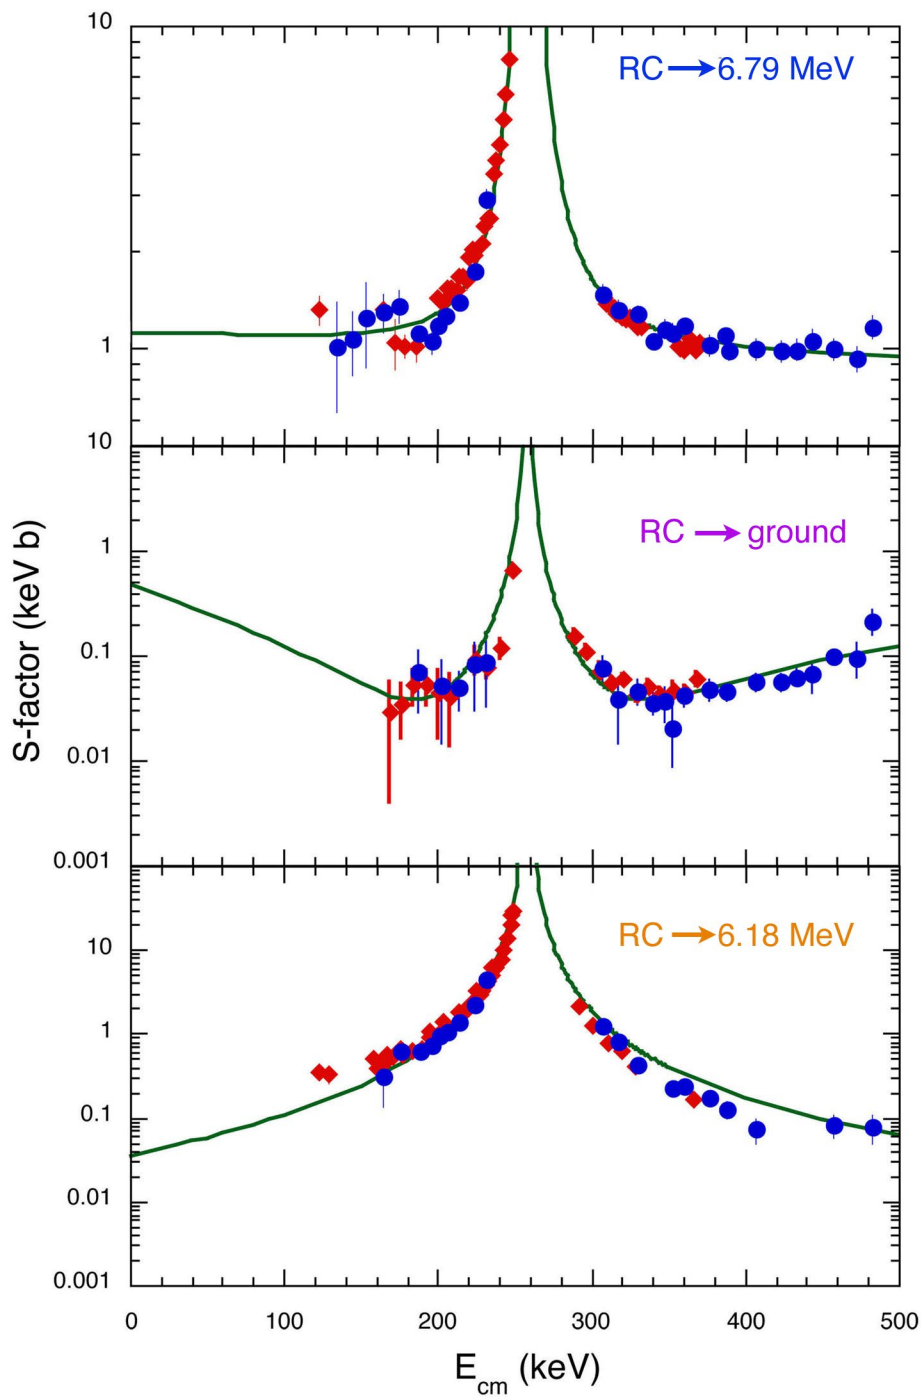 10
RC → 6.79 MeV
1
10
S-factor (keV b)
1
RC → ground
0.1
0.01
0.001
RC → 6.18 MeV
10
1
0.1
0.01
0.001
0 100 200 300 400 500
E_cm (keV)